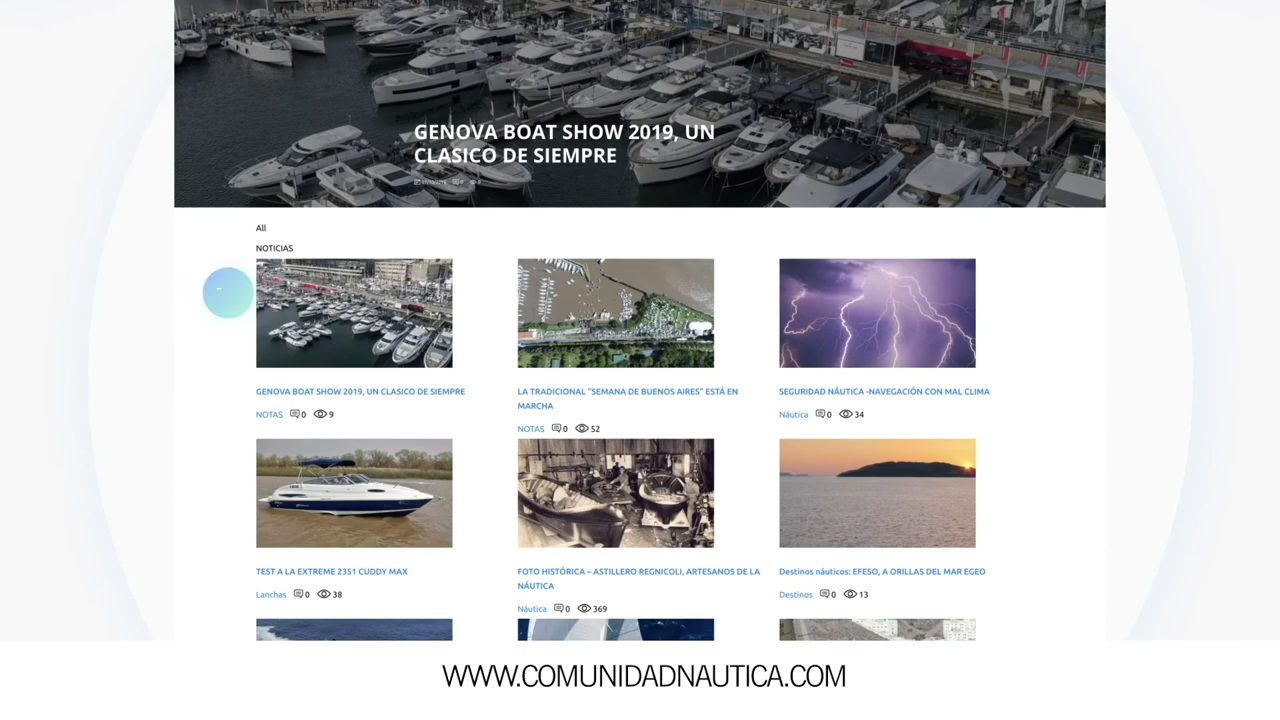 GENOVA BOAT SHOW 2019, UN
CLASICO DE SIEMPRE
All
NOTICIAS
GENOVA BOAT SHOW 2019, UN CLASICO DE SIEMPRE
NOTAS 0 9
LA TRADICIONAL "SEMANA DE BUENOS AIRES" ESTÁ EN
MARCHA
NOTAS 0 52
SEGURIDAD NÁUTICA -NAVEGACIÓN CON MAL CLIMA
Náutica 0 34
TEST A LA EXTREME 2351 CUDDY MAX
Lanchas 0 38
FOTO HISTÓRICA – ASTILLERO REGNICOLI, ARTESANOS DE LA
NÁUTICA
Náutica 0 369
Destinos náuticos: EFESO, A ORILLAS DEL MAR EGEO
Destinos 0 13
WWW.COMUNIDADNAUTICA.COM